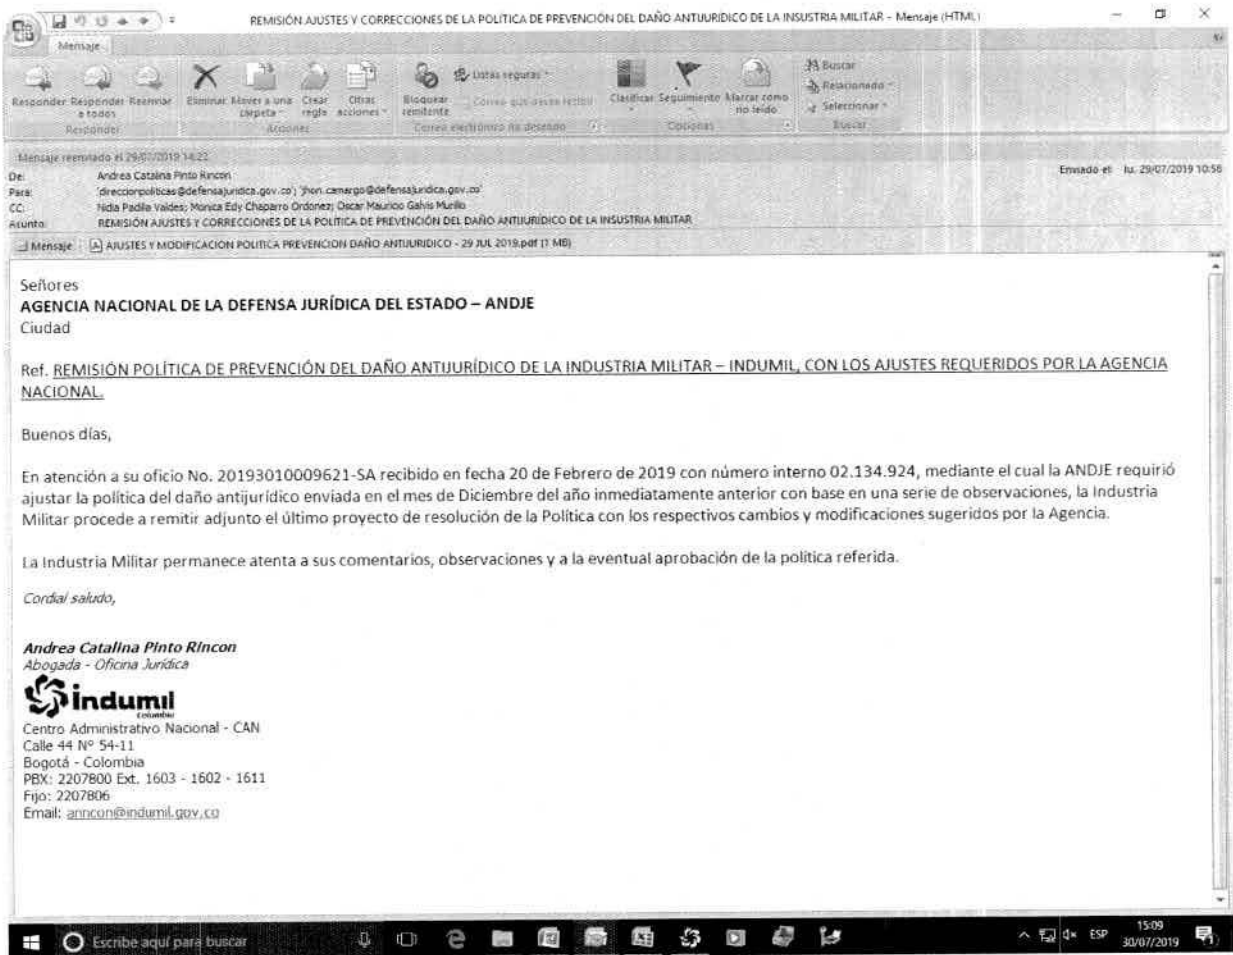 REMISIÓN AJUSTES Y CORRECCIONES DE LA POLITICA DE PREVENCIÓN DEL DAÑO ANTIJURIDICO DE LA INSUSTRIA MILITAR - Mensaje (HTML)
Mensaje
Responder Responder a todos Reenviar
Eliminar Mover a una carpeta Crear regla Otras acciones
Bloquear remitente Listas seguras
Clasificar Seguimiento Marcar como no leído
Buscar
Relacionado
Seleccionar
Responder Acciones Correo electrónico no deseado Opciones Buscar
Mensaje reenviado el 29/07/2019 14:22.
De: Andrea Catalina Pinto Rincon Enviado el: lu. 29/07/2019 10:56
Para: 'direccionpoliticas@defensajuridica.gov.co'; 'jhon.camargo@defensajuridica.gov.co'
CC: Nidia Padilla Valdes; Monica Edy Chaparro Ordonez; Oscar Mauricio Galvis Murillo
Asunto: REMISIÓN AJUSTES Y CORRECCIONES DE LA POLITICA DE PREVENCIÓN DEL DAÑO ANTIJURIDICO DE LA INSUSTRIA MILITAR
Mensaje AJUSTES Y MODIFICACION POLITICA PREVENCION DAÑO ANTIJURIDICO - 29 JUL 2019.pdf (1 MB)
Señores
AGENCIA NACIONAL DE LA DEFENSA JURÍDICA DEL ESTADO – ANDJE
Ciudad
Ref. REMISIÓN POLÍTICA DE PREVENCIÓN DEL DAÑO ANTIJURÍDICO DE LA INDUSTRIA MILITAR – INDUMIL, CON LOS AJUSTES REQUERIDOS POR LA AGENCIA
NACIONAL.
Buenos días,
En atención a su oficio No. 20193010009621-SA recibido en fecha 20 de Febrero de 2019 con número interno 02.134.924, mediante el cual la ANDJE requirió
ajustar la política del daño antijurídico enviada en el mes de Diciembre del año inmediatamente anterior con base en una serie de observaciones, la Industria
Militar procede a remitir adjunto el último proyecto de resolución de la Política con los respectivos cambios y modificaciones sugeridos por la Agencia.
La Industria Militar permanece atenta a sus comentarios, observaciones y a la eventual aprobación de la política referida.
Cordial saludo,
Andrea Catalina Pinto Rincon
Abogada - Oficina Jurídica
indumil
Colombia
Centro Administrativo Nacional - CAN
Calle 44 Nº 54-11
Bogotá - Colombia
PBX: 2207800 Ext. 1603 - 1602 - 1611
Fijo: 2207806
Email: anncon@indumil.gov.co
Escribe aquí para buscar
ESP
15:09
30/07/2019